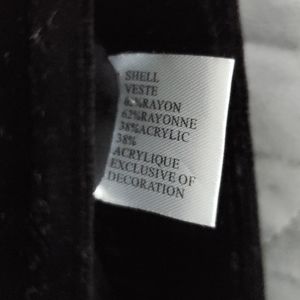 SHELL
VESTE
62%RAYON
62%RAYONNE
38%ACRYLIC
38%
ACRYLIQUE
EXCLUSIVE OF
DECORATION